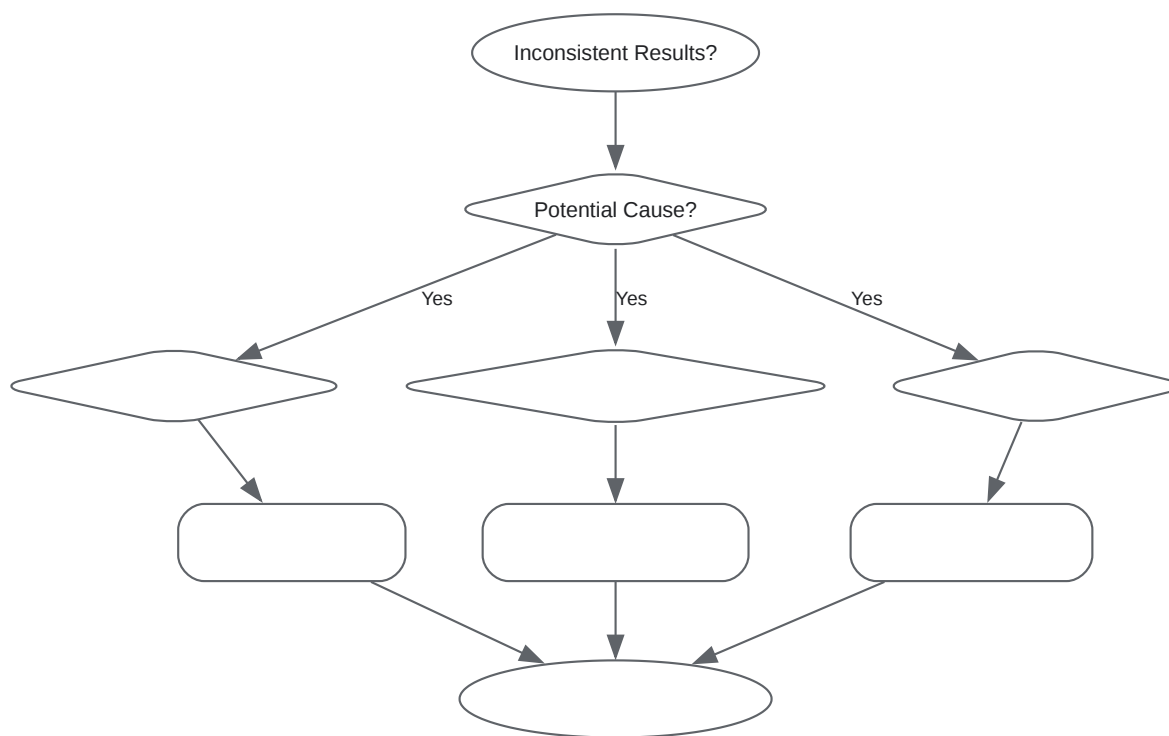 Inconsistent Results?
Potential Cause?
Yes
Yes
Yes